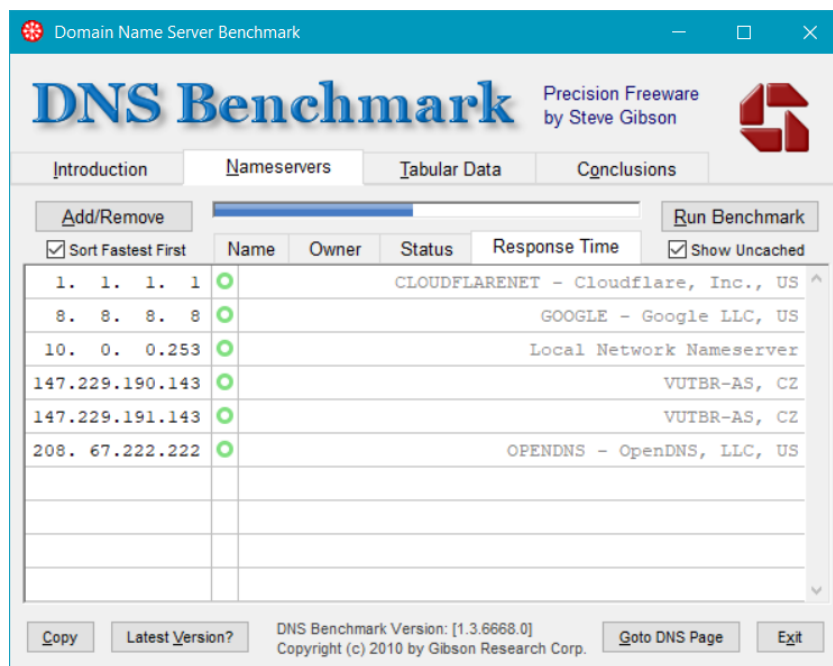 Domain Name Server Benchmark
DNS Benchmark
Precision Freeware
by Steve Gibson
Introduction
Nameservers
Tabular Data
Conclusions
Add/Remove
Run Benchmark
Sort Fastest First
Name
Owner
Status
Response Time
Show Uncached
1. 1. 1. 1 CLOUDFLARENET - Cloudflare, Inc., US
8. 8. 8. 8 GOOGLE - Google LLC, US
10. 0. 0.253 Local Network Nameserver
147.229.190.143 VUTBR-AS, CZ
147.229.191.143 VUTBR-AS, CZ
208. 67.222.222 OPENDNS - OpenDNS, LLC, US
Copy
Latest Version?
DNS Benchmark Version: [1.3.6668.0]
Copyright (c) 2010 by Gibson Research Corp.
Goto DNS Page
Exit